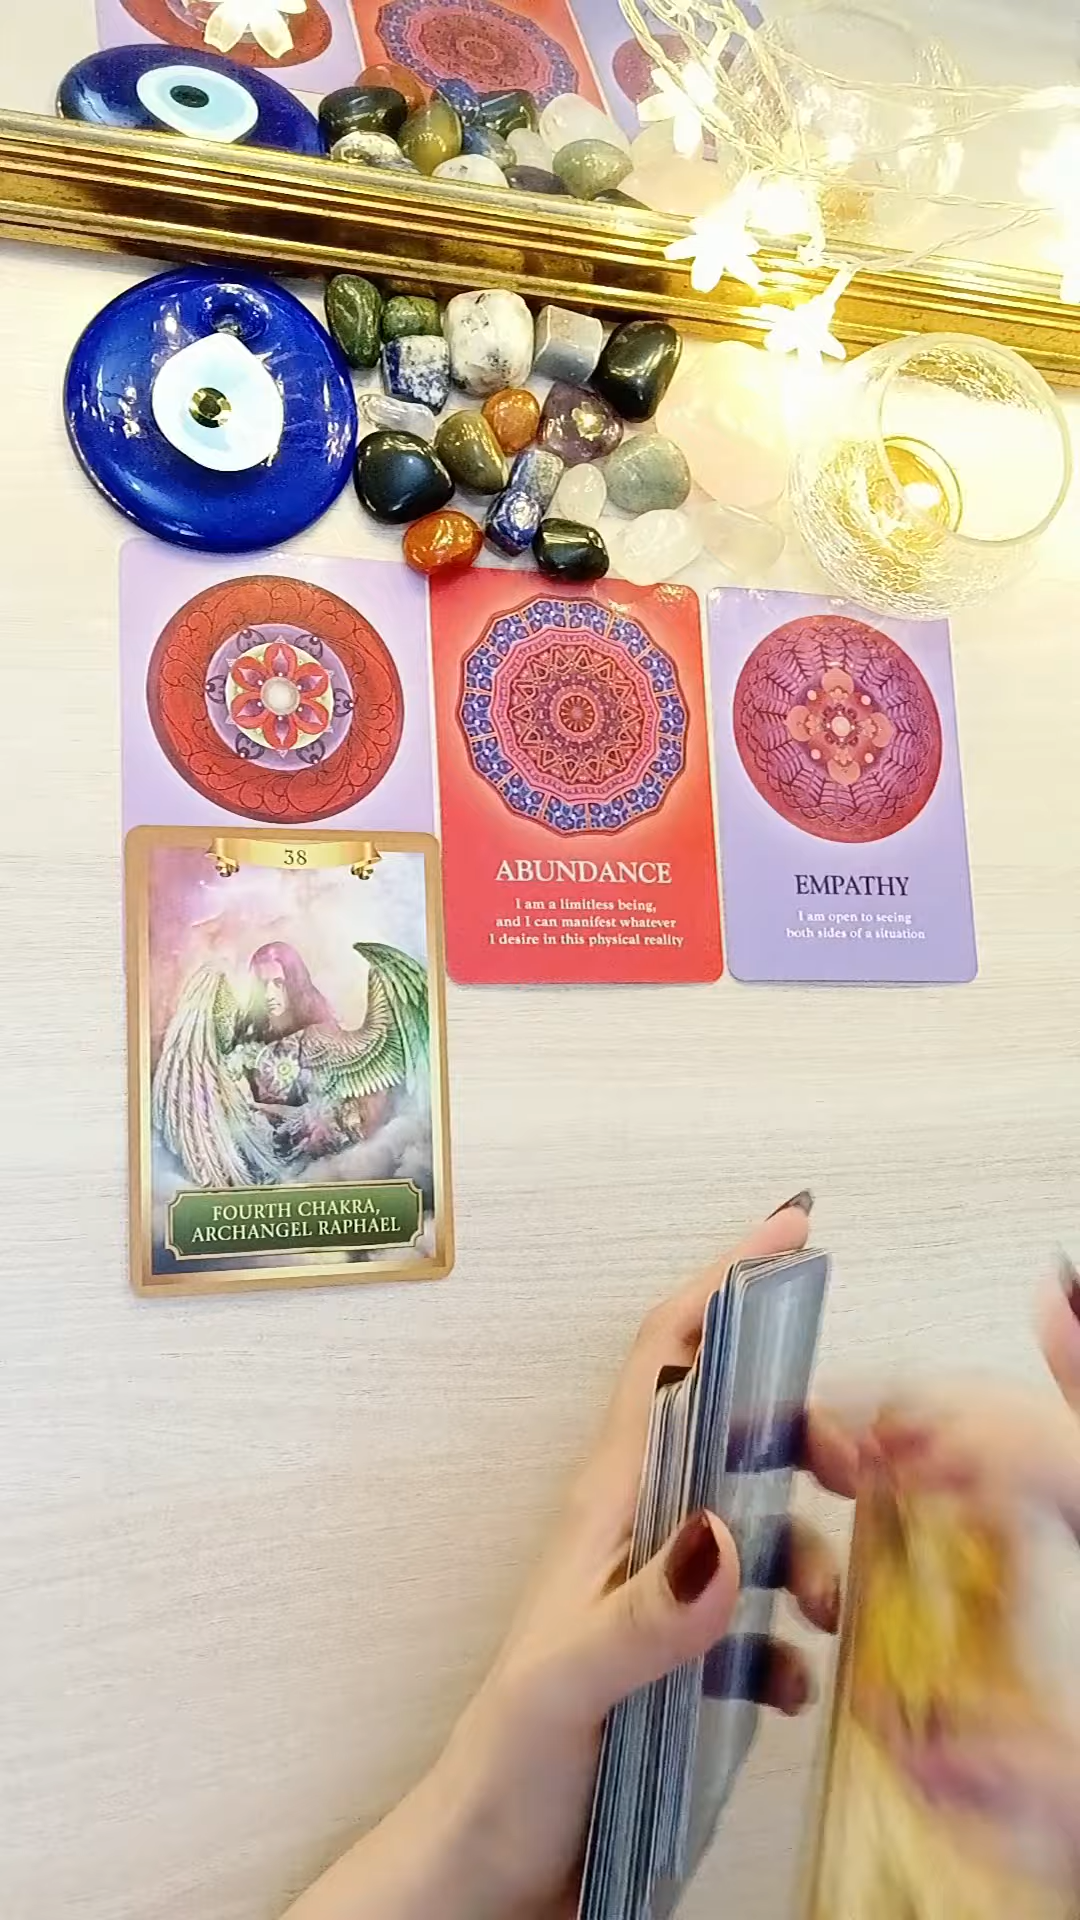 ABUNDANCE
I am a limitless being,
and I can manifest whatever
I desire in this physical reality
EMPATHY
I am open to seeing
both sides of a situation
38
FOURTH CHAKRA,
ARCHANGEL RAPHAEL